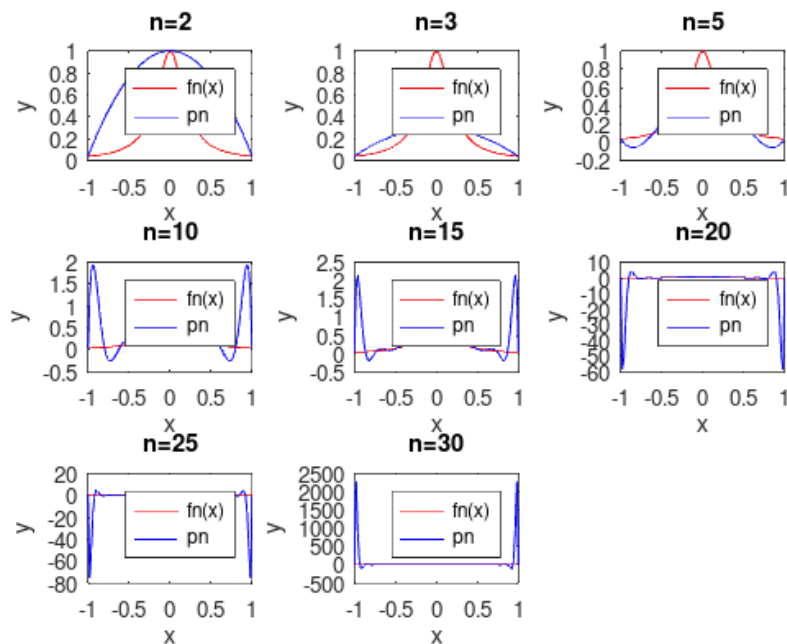 n=2
1
0.8
0.6
0.4
0.2
0
y
fn(x)
pn
-1 -0.5 0 0.5 1
x
n=3
1
0.8
0.6
0.4
0.2
0
y
fn(x)
pn
-1 -0.5 0 0.5 1
x
n=5
1
0.8
0.6
0.4
0.2
0
-0.2
y
fn(x)
pn
-1 -0.5 0 0.5 1
x
n=10
2
1.5
1
0.5
0
-0.5
y
fn(x)
pn
-1 -0.5 0 0.5 1
x
n=15
2.5
2
1.5
1
0.5
0
-0.5
y
fn(x)
pn
-1 -0.5 0 0.5 1
x
n=20
10
0
-10
-20
-30
-40
-50
-60
y
fn(x)
pn
-1 -0.5 0 0.5 1
x
n=25
20
0
-20
-40
-60
-80
y
fn(x)
pn
-1 -0.5 0 0.5 1
x
n=30
2500
2000
1500
1000
500
0
-500
y
fn(x)
pn
-1 -0.5 0 0.5 1
x